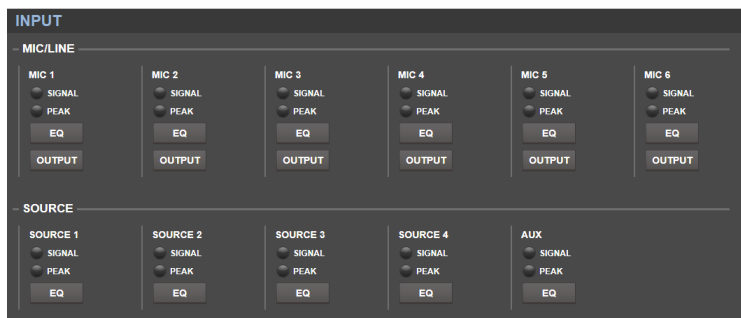 INPUT
MIC/LINE
MIC 1 MIC 2 MIC 3 MIC 4 MIC 5 MIC 6
SIGNAL SIGNAL SIGNAL SIGNAL SIGNAL SIGNAL
PEAK PEAK PEAK PEAK PEAK PEAK
EQ EQ EQ EQ EQ EQ
OUTPUT OUTPUT OUTPUT OUTPUT OUTPUT OUTPUT
SOURCE
SOURCE 1 SOURCE 2 SOURCE 3 SOURCE 4 AUX
SIGNAL SIGNAL SIGNAL SIGNAL SIGNAL
PEAK PEAK PEAK PEAK PEAK
EQ EQ EQ EQ EQ